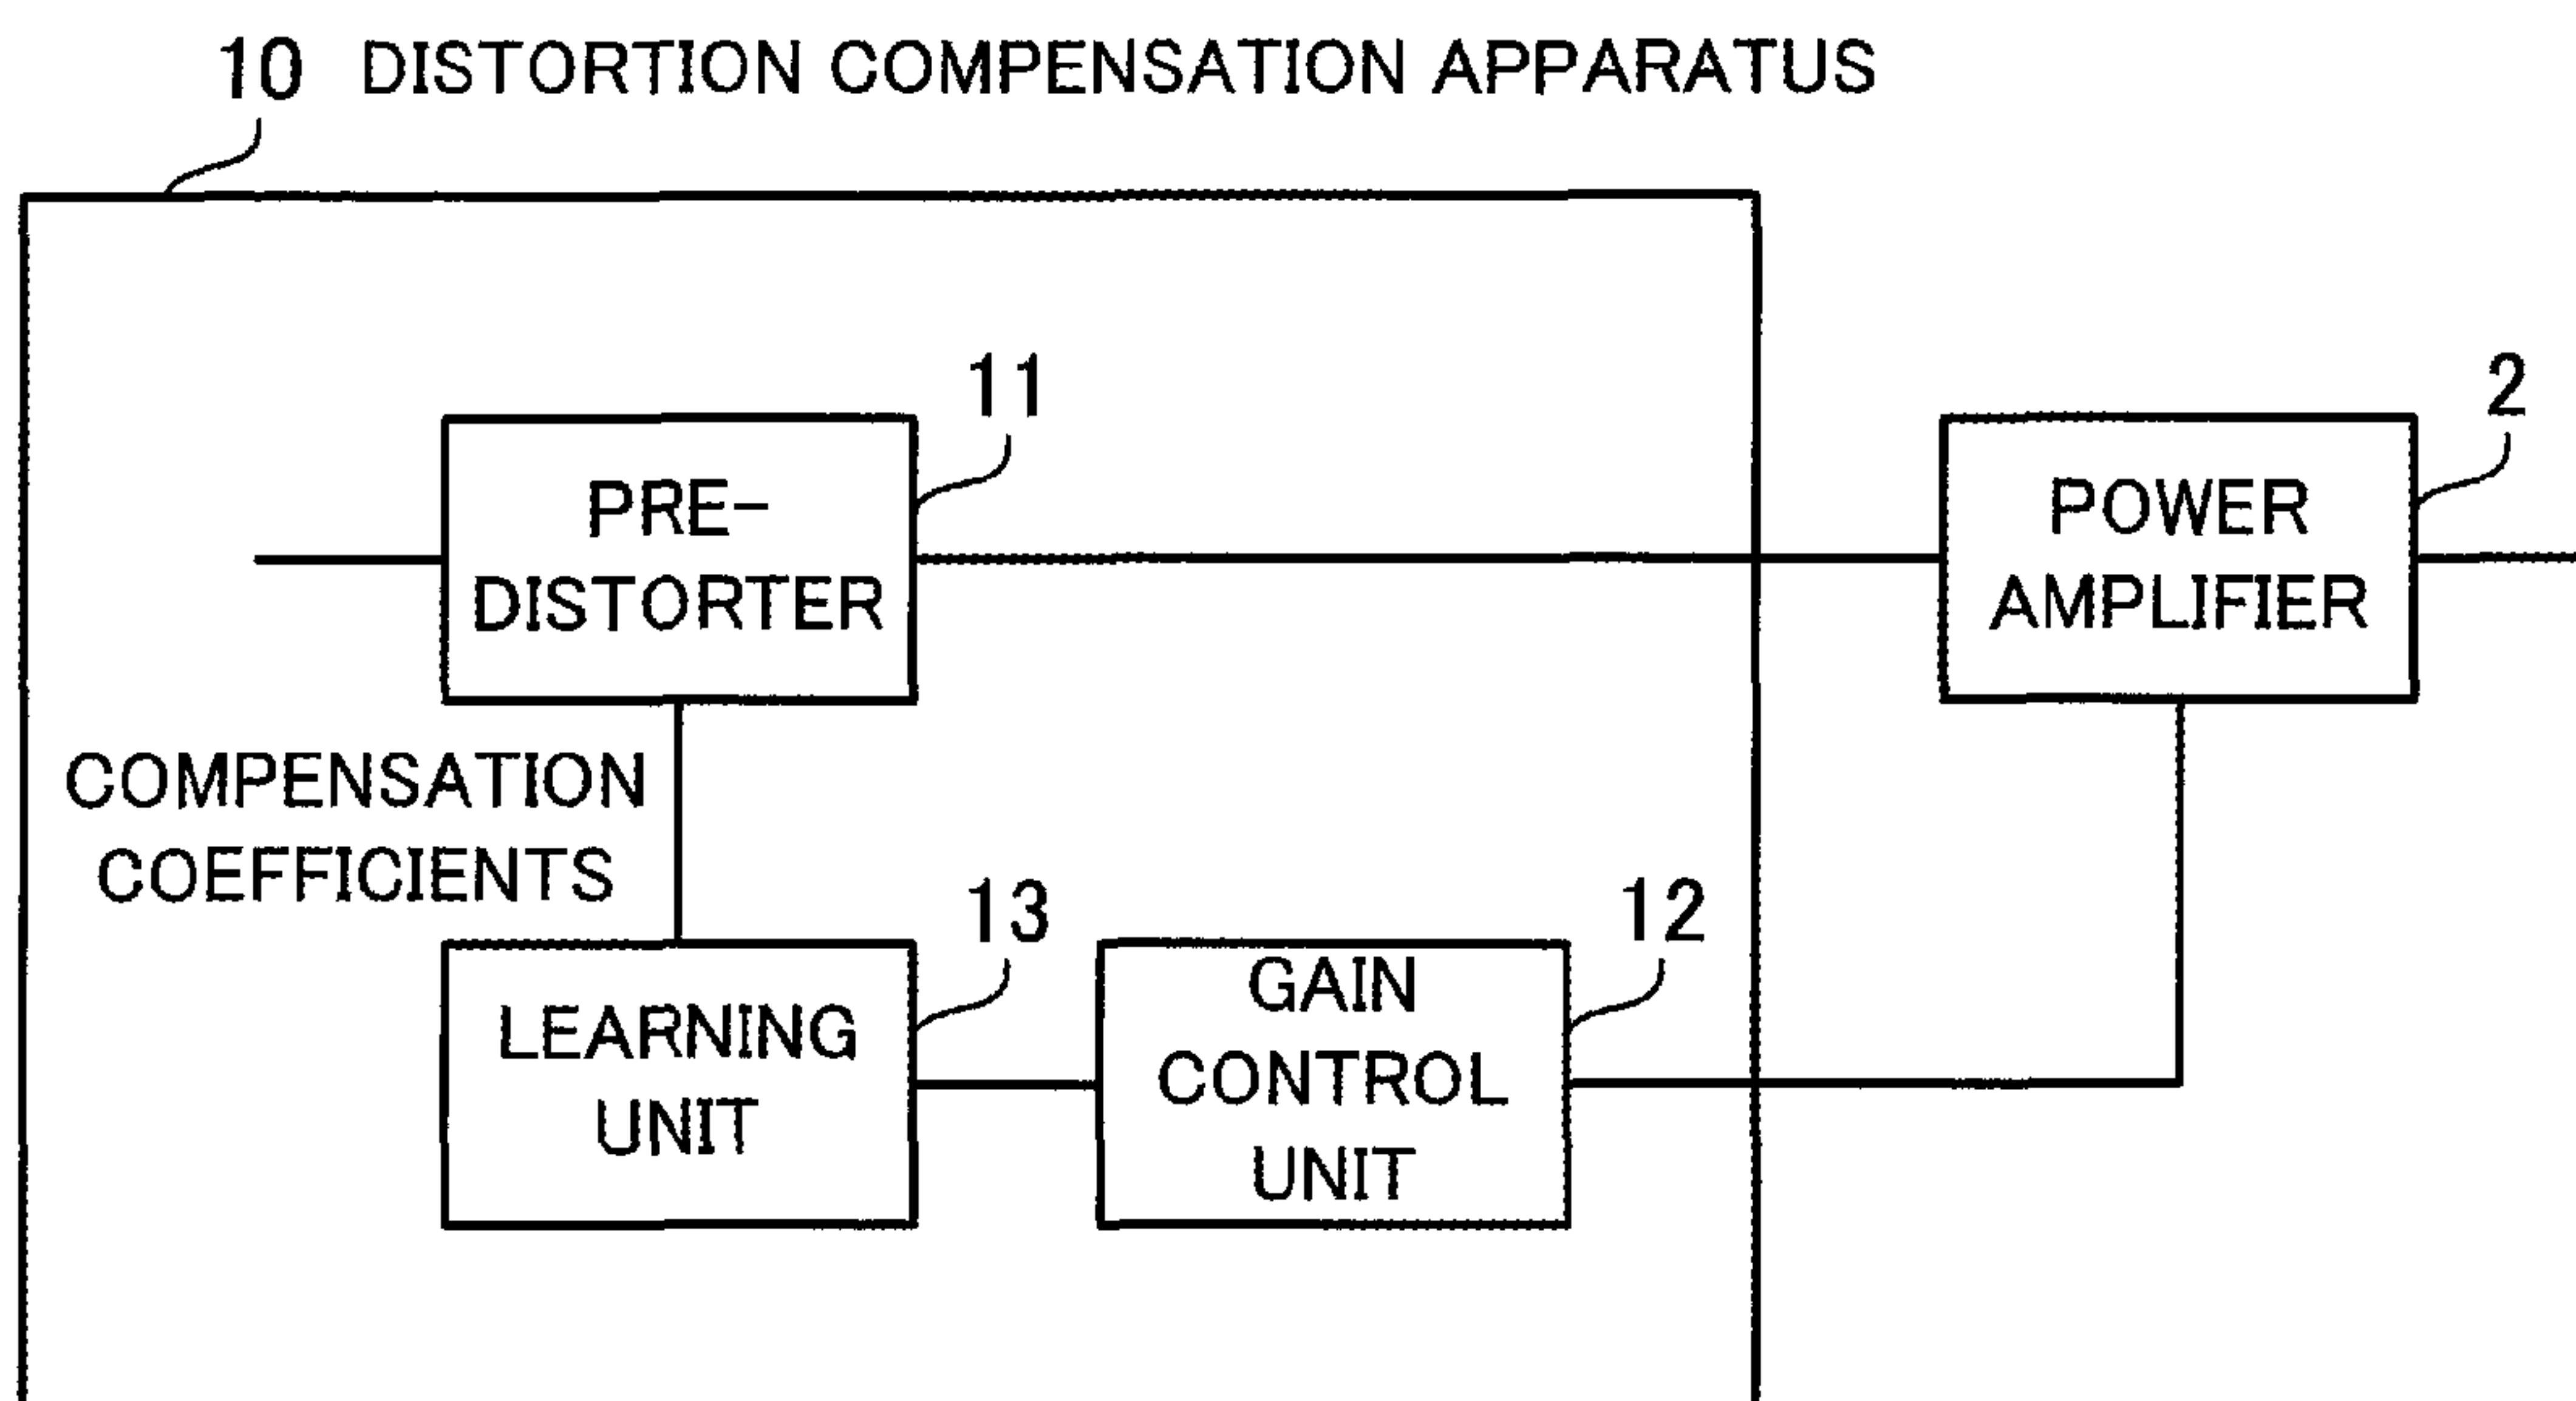 10 DISTORTION COMPENSATION APPARATUS
11
2
PRE-
DISTORTER
POWER
AMPLIFIER
COMPENSATION
COEFFICIENTS
13
12
LEARNING
UNIT
GAIN
CONTROL
UNIT